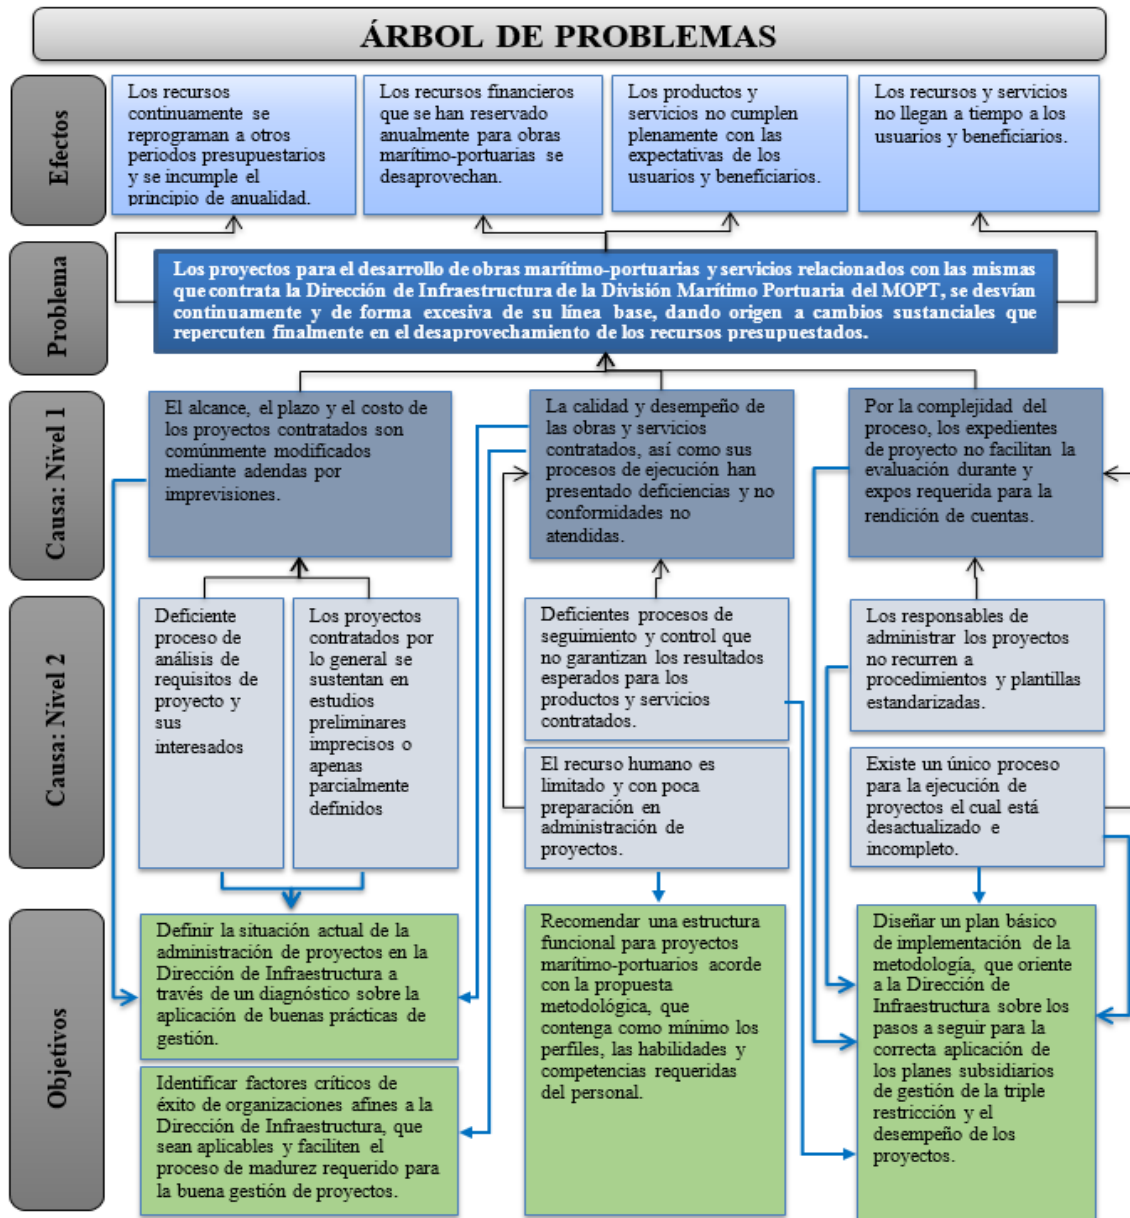 ÁRBOL DE PROBLEMAS
Efectos
Los recursos
continuamente se
reprograman a otros
periodos presupuestarios
y se incumple el
principio de anualidad.
Los recursos financieros
que se han reservado
anualmente para obras
marítimo-portuarias se
desaprovechan.
Los productos y
servicios no cumplen
plenamente con las
expectativas de los
usuarios y beneficiarios.
Los recursos y servicios
no llegan a tiempo a los
usuarios y beneficiarios.
Problema
Los proyectos para el desarrollo de obras marítimo-portuarias y servicios relacionados con las mismas
que contrata la Dirección de Infraestructura de la División Marítimo Portuaria del MOPT, se desvían
continuamente y de forma excesiva de su línea base, dando origen a cambios sustanciales que
repercuten finalmente en el desaprovechamiento de los recursos presupuestados.
Causa: Nivel 1
El alcance, el plazo y el costo de
los proyectos contratados son
comúnmente modificados
mediante adendas por
imprevisiones.
La calidad y desempeño de
las obras y servicios
contratados, así como sus
procesos de ejecución han
presentado deficiencias y no
conformidades no
atendidas.
Por la complejidad del
proceso, los expedientes
de proyecto no facilitan la
evaluación durante y
expos requerida para la
rendición de cuentas.
Causa: Nivel 2
Deficiente
proceso de
análisis de
requisitos de
proyecto y
sus
interesados
Los proyectos
contratados por
lo general se
sustentan en
estudios
preliminares
imprecisos o
apenas
parcialmente
definidos
Deficientes procesos de
seguimiento y control que
no garantizan los resultados
esperados para los
productos y servicios
contratados.
El recurso humano es
limitado y con poca
preparación en
administración de
proyectos.
Los responsables de
administrar los proyectos
no recurren a
procedimientos y plantillas
estandarizadas.
Existe un único proceso
para la ejecución de
proyectos el cual está
desactualizado e
incompleto.
Objetivos
Definir la situación actual de la
administración de proyectos en la
Dirección de Infraestructura a
través de un diagnóstico sobre la
aplicación de buenas prácticas de
gestión.
Identificar factores críticos de
éxito de organizaciones afines a la
Dirección de Infraestructura, que
sean aplicables y faciliten el
proceso de madurez requerido para
la buena gestión de proyectos.
Recomendar una estructura
funcional para proyectos
marítimo-portuarios acorde
con la propuesta
metodológica, que
contenga como mínimo los
perfiles, las habilidades y
competencias requeridas
del personal.
Diseñar un plan básico
de implementación de la
metodología, que oriente
a la Dirección de
Infraestructura sobre los
pasos a seguir para la
correcta aplicación de
los planes subsidiarios
de gestión de la triple
restricción y el
desempeño de los
proyectos.